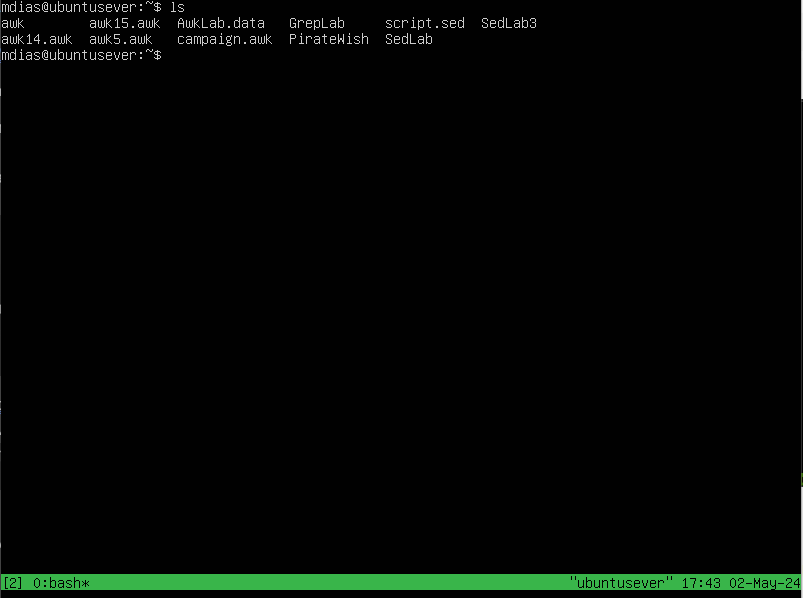 mdias@ubuntusever:~$ ls
awk        awk15.awk  AwkLab.data   GrepLab     script.sed  SedLab3
awk14.awk  awk5.awk   campaign.awk  PirateWish  SedLab
mdias@ubuntusever:~$
[2] 0:bash* "ubuntusever" 17:43 02-May-24